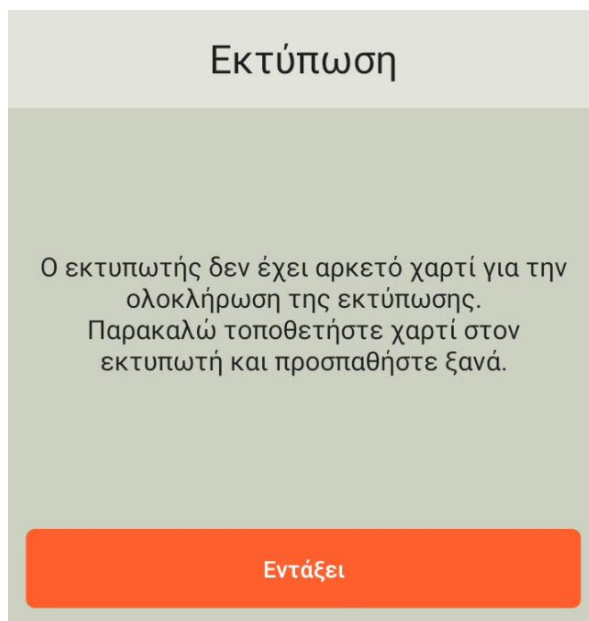 Εκτύπωση
Ο εκτυπωτής δεν έχει αρκετό χαρτί για την
ολοκλήρωση της εκτύπωσης.
Παρακαλώ τοποθετήστε χαρτί στον
εκτυπωτή και προσπαθήστε ξανά.
Εντάξει